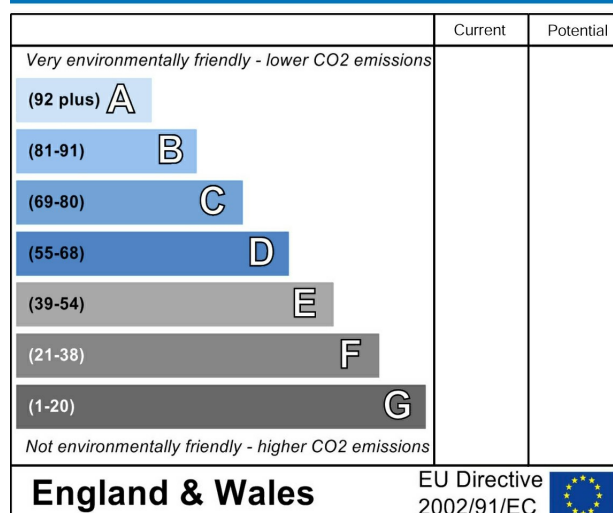 Current Potential
Very environmentally friendly - lower CO2 emissions
(92 plus) A
(81-91) B
(69-80) C
(55-68) D
(39-54) E
(21-38) F
(1-20) G
Not environmentally friendly - higher CO2 emissions
England & Wales
EU Directive
2002/91/EC